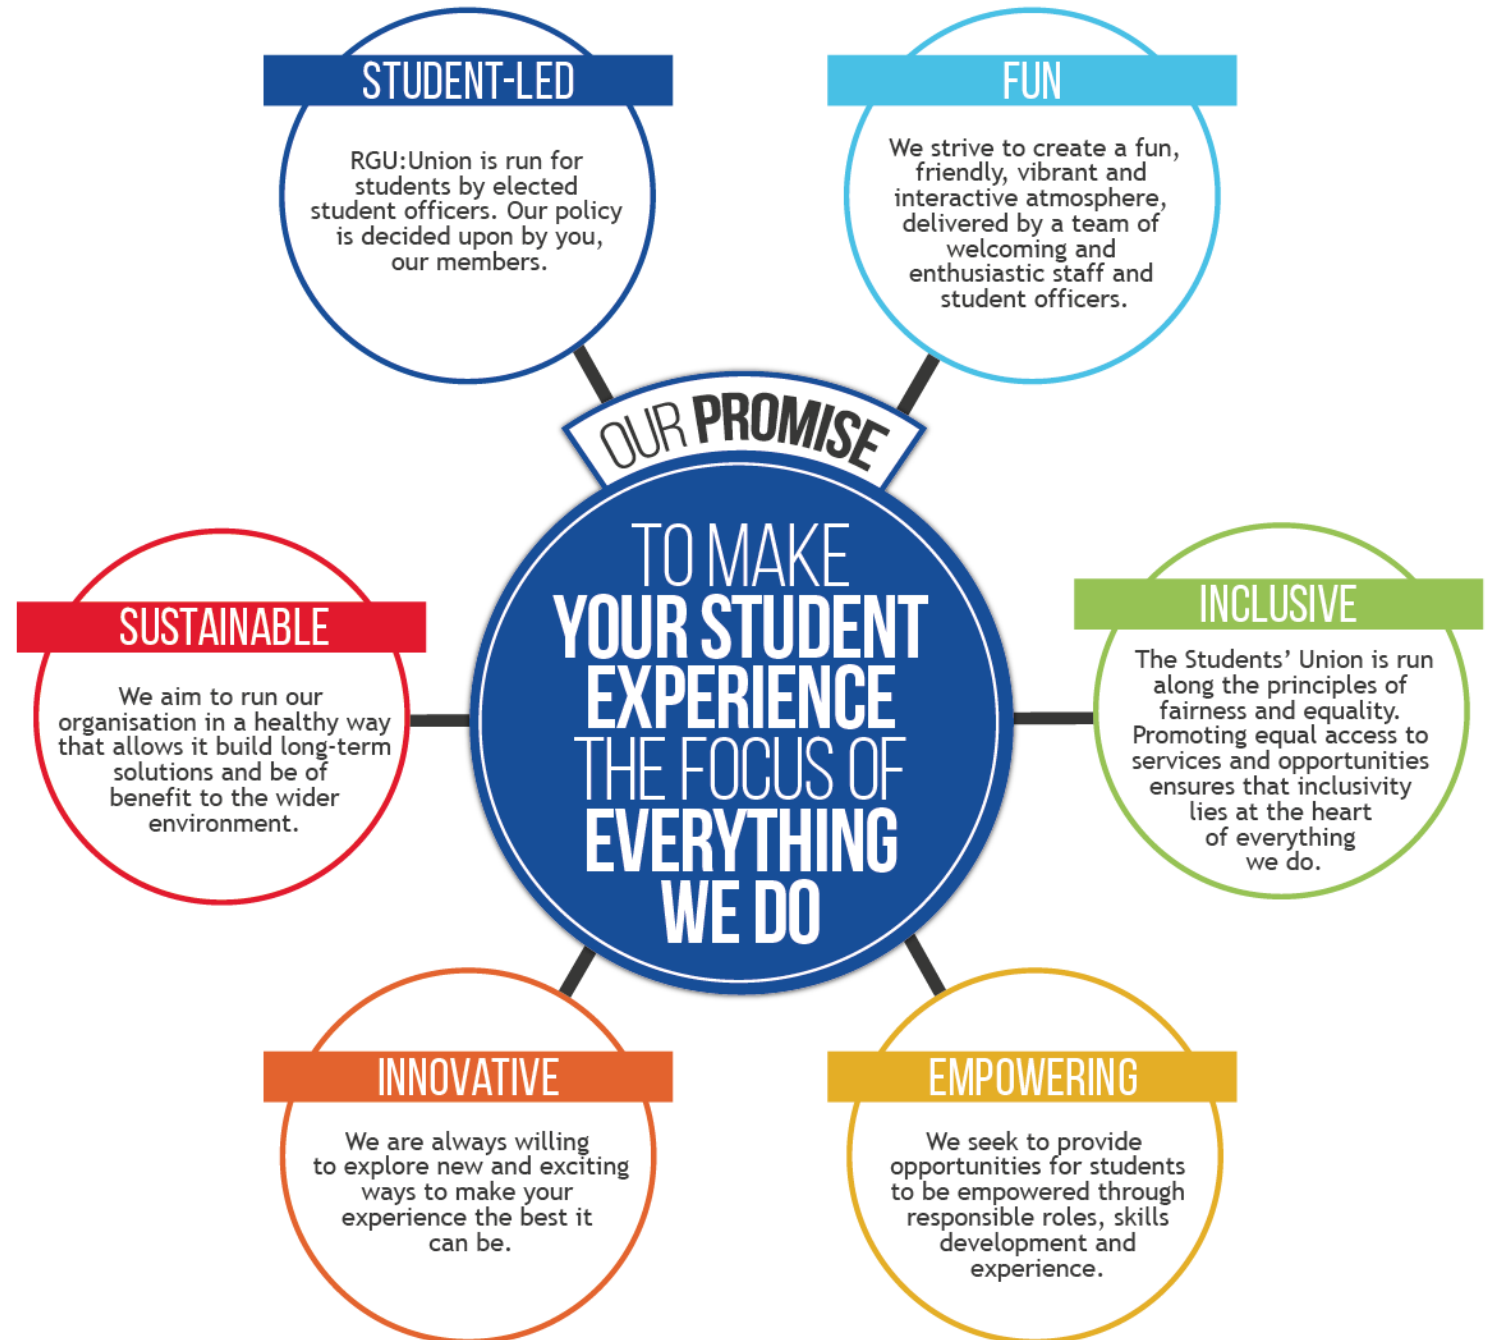 STUDENT-LED
RGU:Union is run for
students by elected
student officers. Our policy
is decided upon by you,
our members.
FUN
We strive to create a fun,
friendly, vibrant and
interactive atmosphere,
delivered by a team of
welcoming and
enthusiastic staff and
student officers.
OUR PROMISE
TO MAKE
YOUR STUDENT
EXPERIENCE
THE FOCUS OF
EVERYTHING
WE DO
SUSTAINABLE
We aim to run our
organisation in a healthy way
that allows it build long-term
solutions and be of
benefit to the wider
environment.
INCLUSIVE
The Students’ Union is run
along the principles of
fairness and equality.
Promoting equal access to
services and opportunities
ensures that inclusivity
lies at the heart
of everything
we do.
INNOVATIVE
We are always willing
to explore new and exciting
ways to make your
experience the best it
can be.
EMPOWERING
We seek to provide
opportunities for students
to be empowered through
responsible roles, skills
development and
experience.